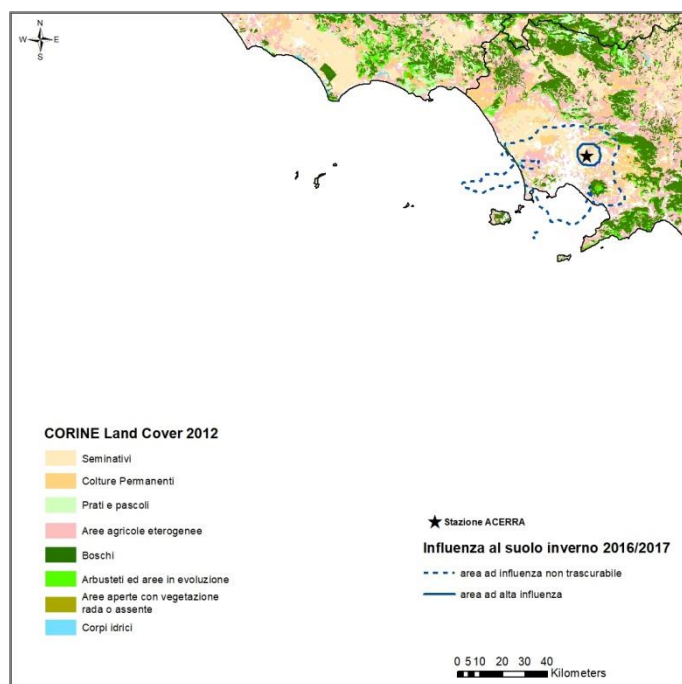 N
W E
S
CORINE Land Cover 2012
Seminativi
Colture Permanenti
Prati e pascoli
Aree agricole eterogenee
Boschi
Arbusteti ed aree in evoluzione
Aree aperte con vegetazione
rada o assente
Corpi idrici
Stazione ACERRA
Influenza al suolo inverno 2016/2017
area ad influenza non trascurabile
area ad alta influenza
0 5 10 20 30 40
Kilometers